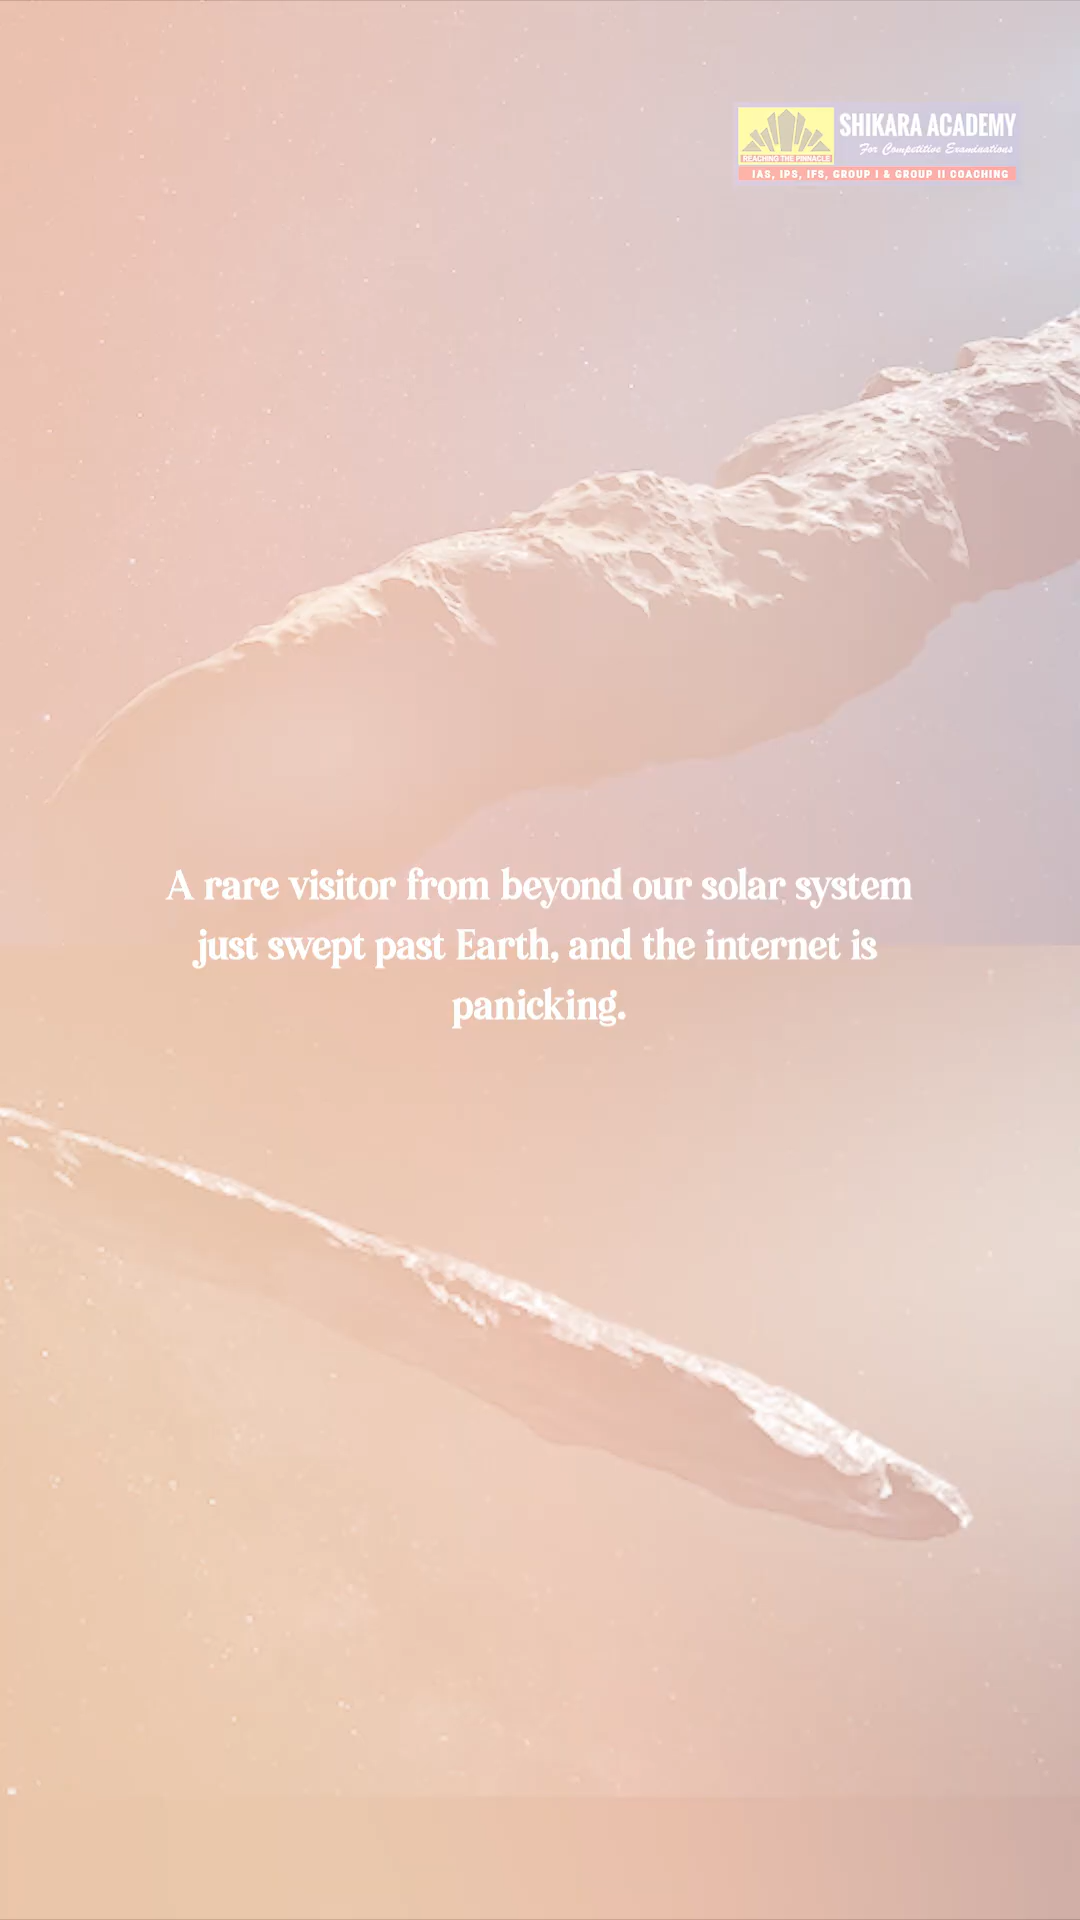 SHIKARA ACADEMY
For Competitive Examinations
REACHING THE PINNACLE
IAS, IPS, IFS, GROUP I & GROUP II COACHING
A rare visitor from beyond our solar system
just swept past Earth, and the internet is
panicking.